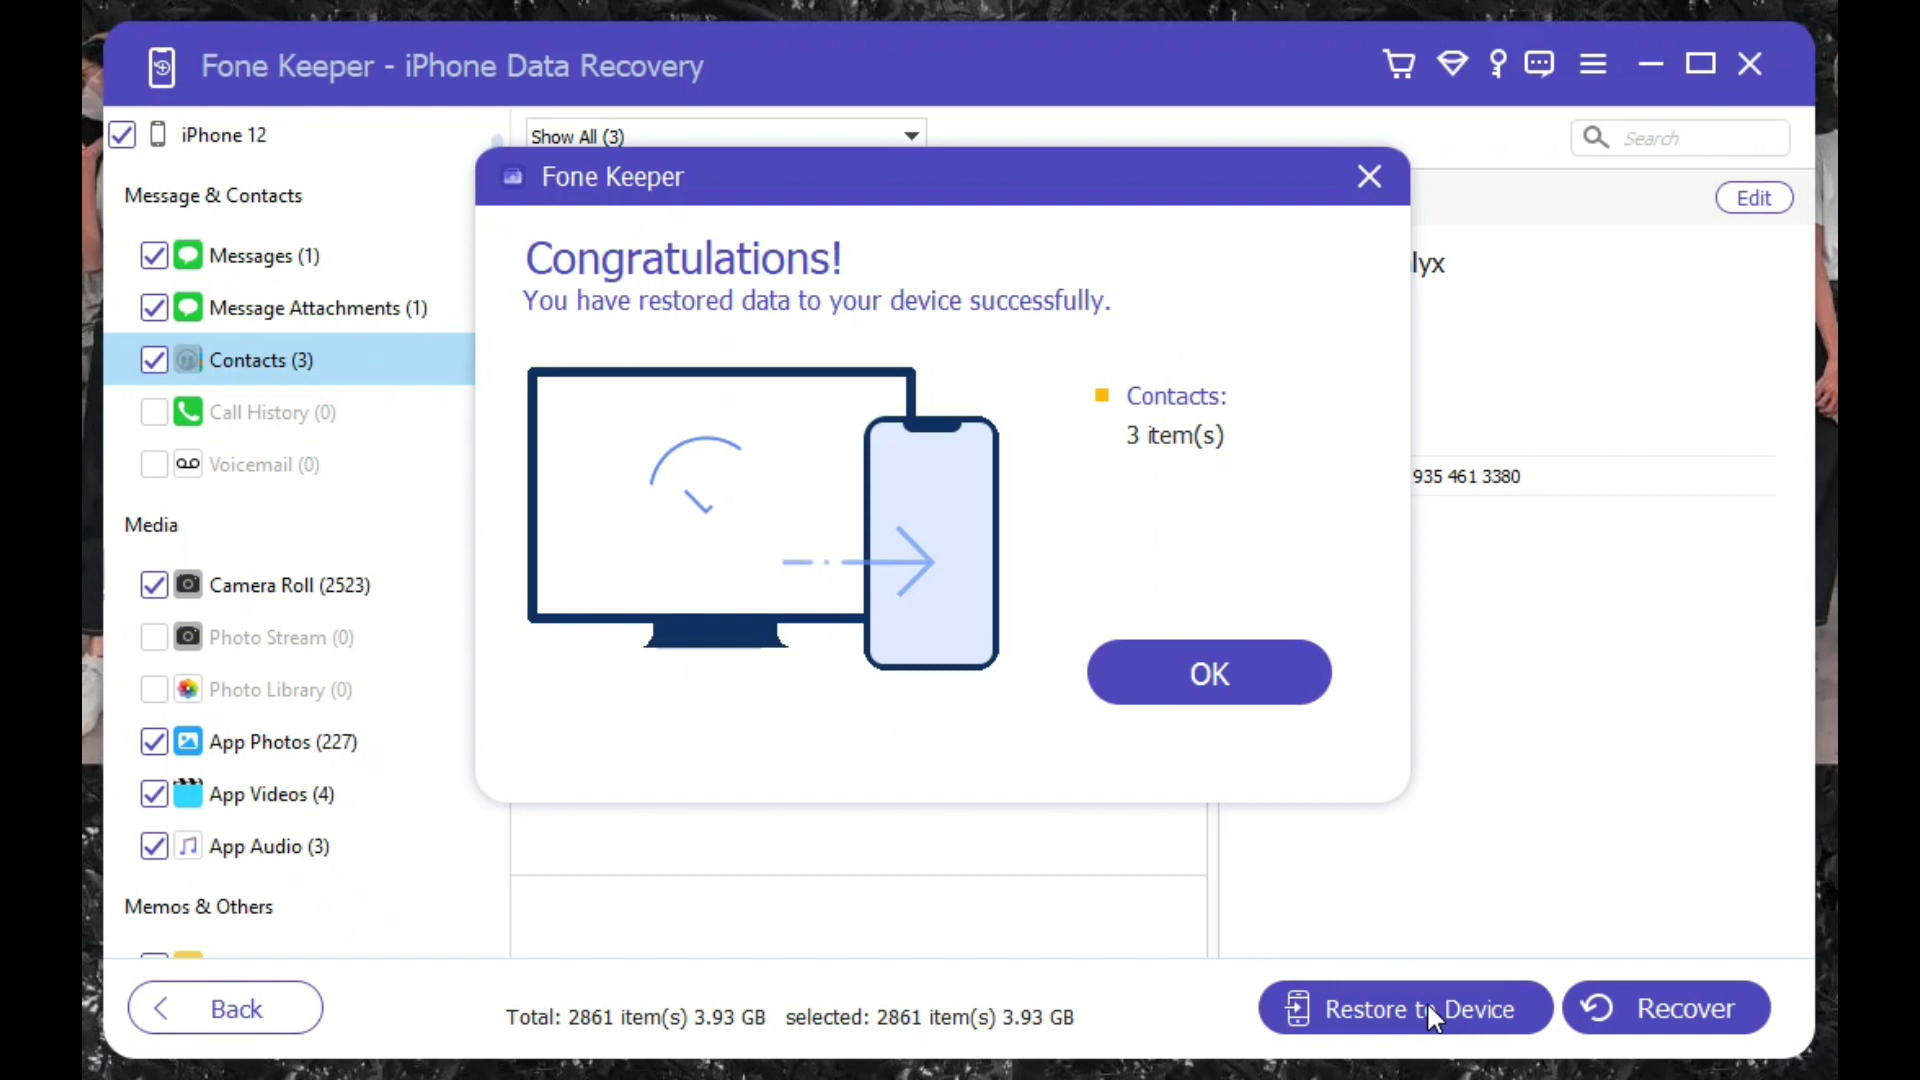 Fone Keeper - iPhone Data Recovery
iPhone 12
Show All (3)
Search
Message & Contacts
Fone Keeper
Edit
Messages (1)
Congratulations!
lyx
You have restored data to your device successfully.
Message Attachments (1)
Contacts (3)
Contacts:
3 item(s)
Call History (0)
Voicemail (0)
935 461 3380
Media
Camera Roll (2523)
Photo Stream (0)
Photo Library (0)
OK
App Photos (227)
App Videos (4)
App Audio (3)
Memos & Others
Back
Total: 2861 item(s) 3.93 GB selected: 2861 item(s) 3.93 GB
Restore to Device
Recover